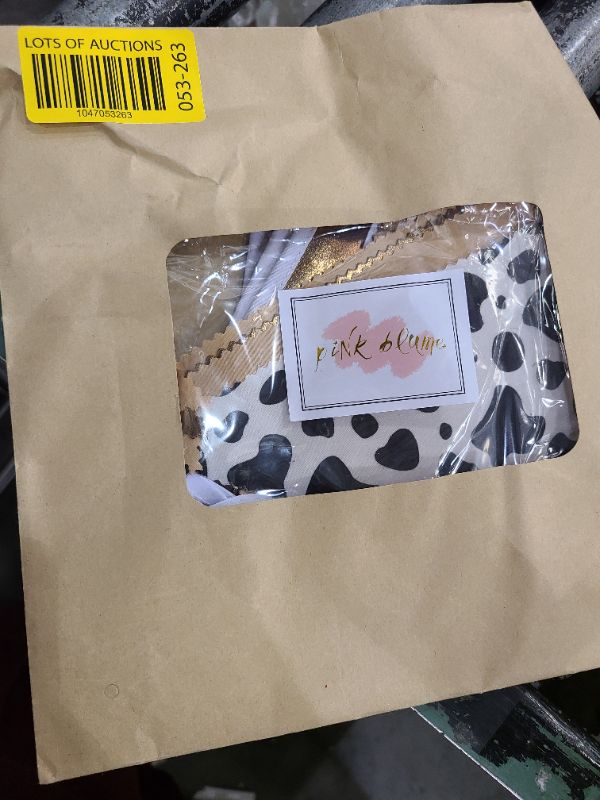 LOTS OF AUCTIONS
053-263
1047053263
piNk blume